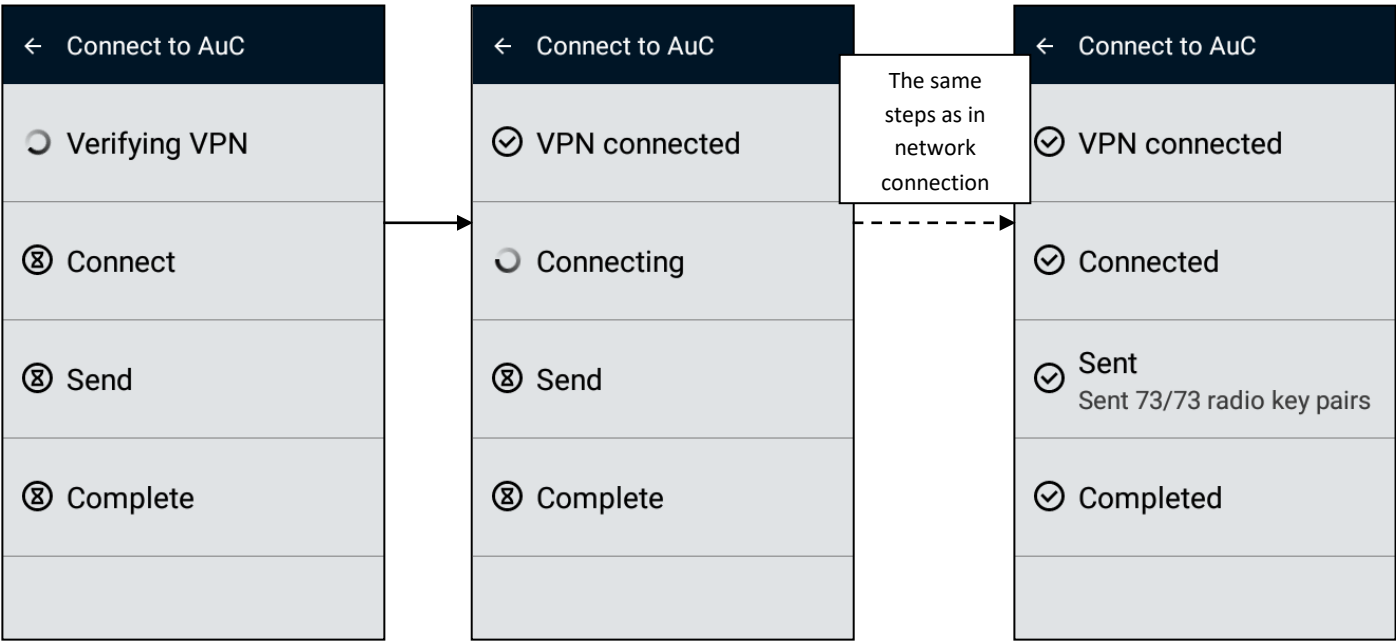 Connect to AuC
Verifying VPN
Connect
Send
Complete
Connect to AuC
VPN connected
Connecting
Send
Complete
The same
steps as in
network
connection
Connect to AuC
VPN connected
Connected
Sent
Sent 73/73 radio key pairs
Completed